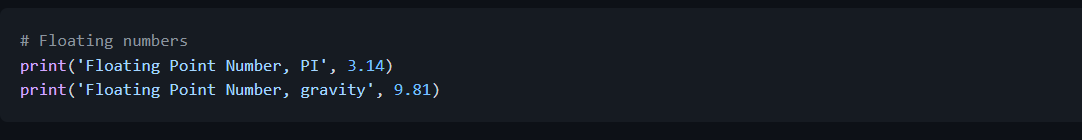 # Floating numbers
print('Floating Point Number, PI', 3.14)
print('Floating Point Number, gravity', 9.81)